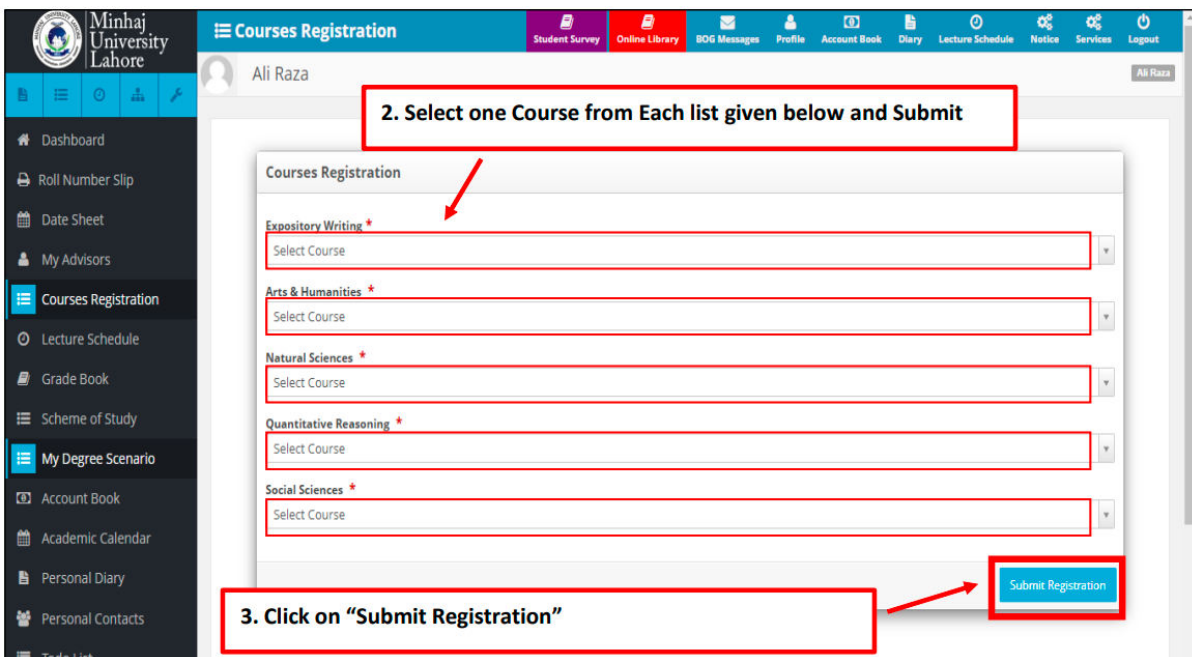 Minhaj
University
Lahore
Courses Registration
Student Survey
Online Library
BOG Messages
Profile
Account Book
Diary
Lecture Schedule
Notice
Services
Logout
Ali Raza
Ali Raza
2. Select one Course from Each list given below and Submit
Dashboard
Roll Number Slip
Date Sheet
My Advisors
Courses Registration
Lecture Schedule
Grade Book
Scheme of Study
My Degree Scenario
Account Book
Academic Calendar
Personal Diary
Personal Contacts
Courses Registration
Expository Writing *
Select Course
Arts & Humanities *
Select Course
Natural Sciences *
Select Course
Quantitative Reasoning *
Select Course
Social Sciences *
Select Course
Submit Registration
3. Click on “Submit Registration”